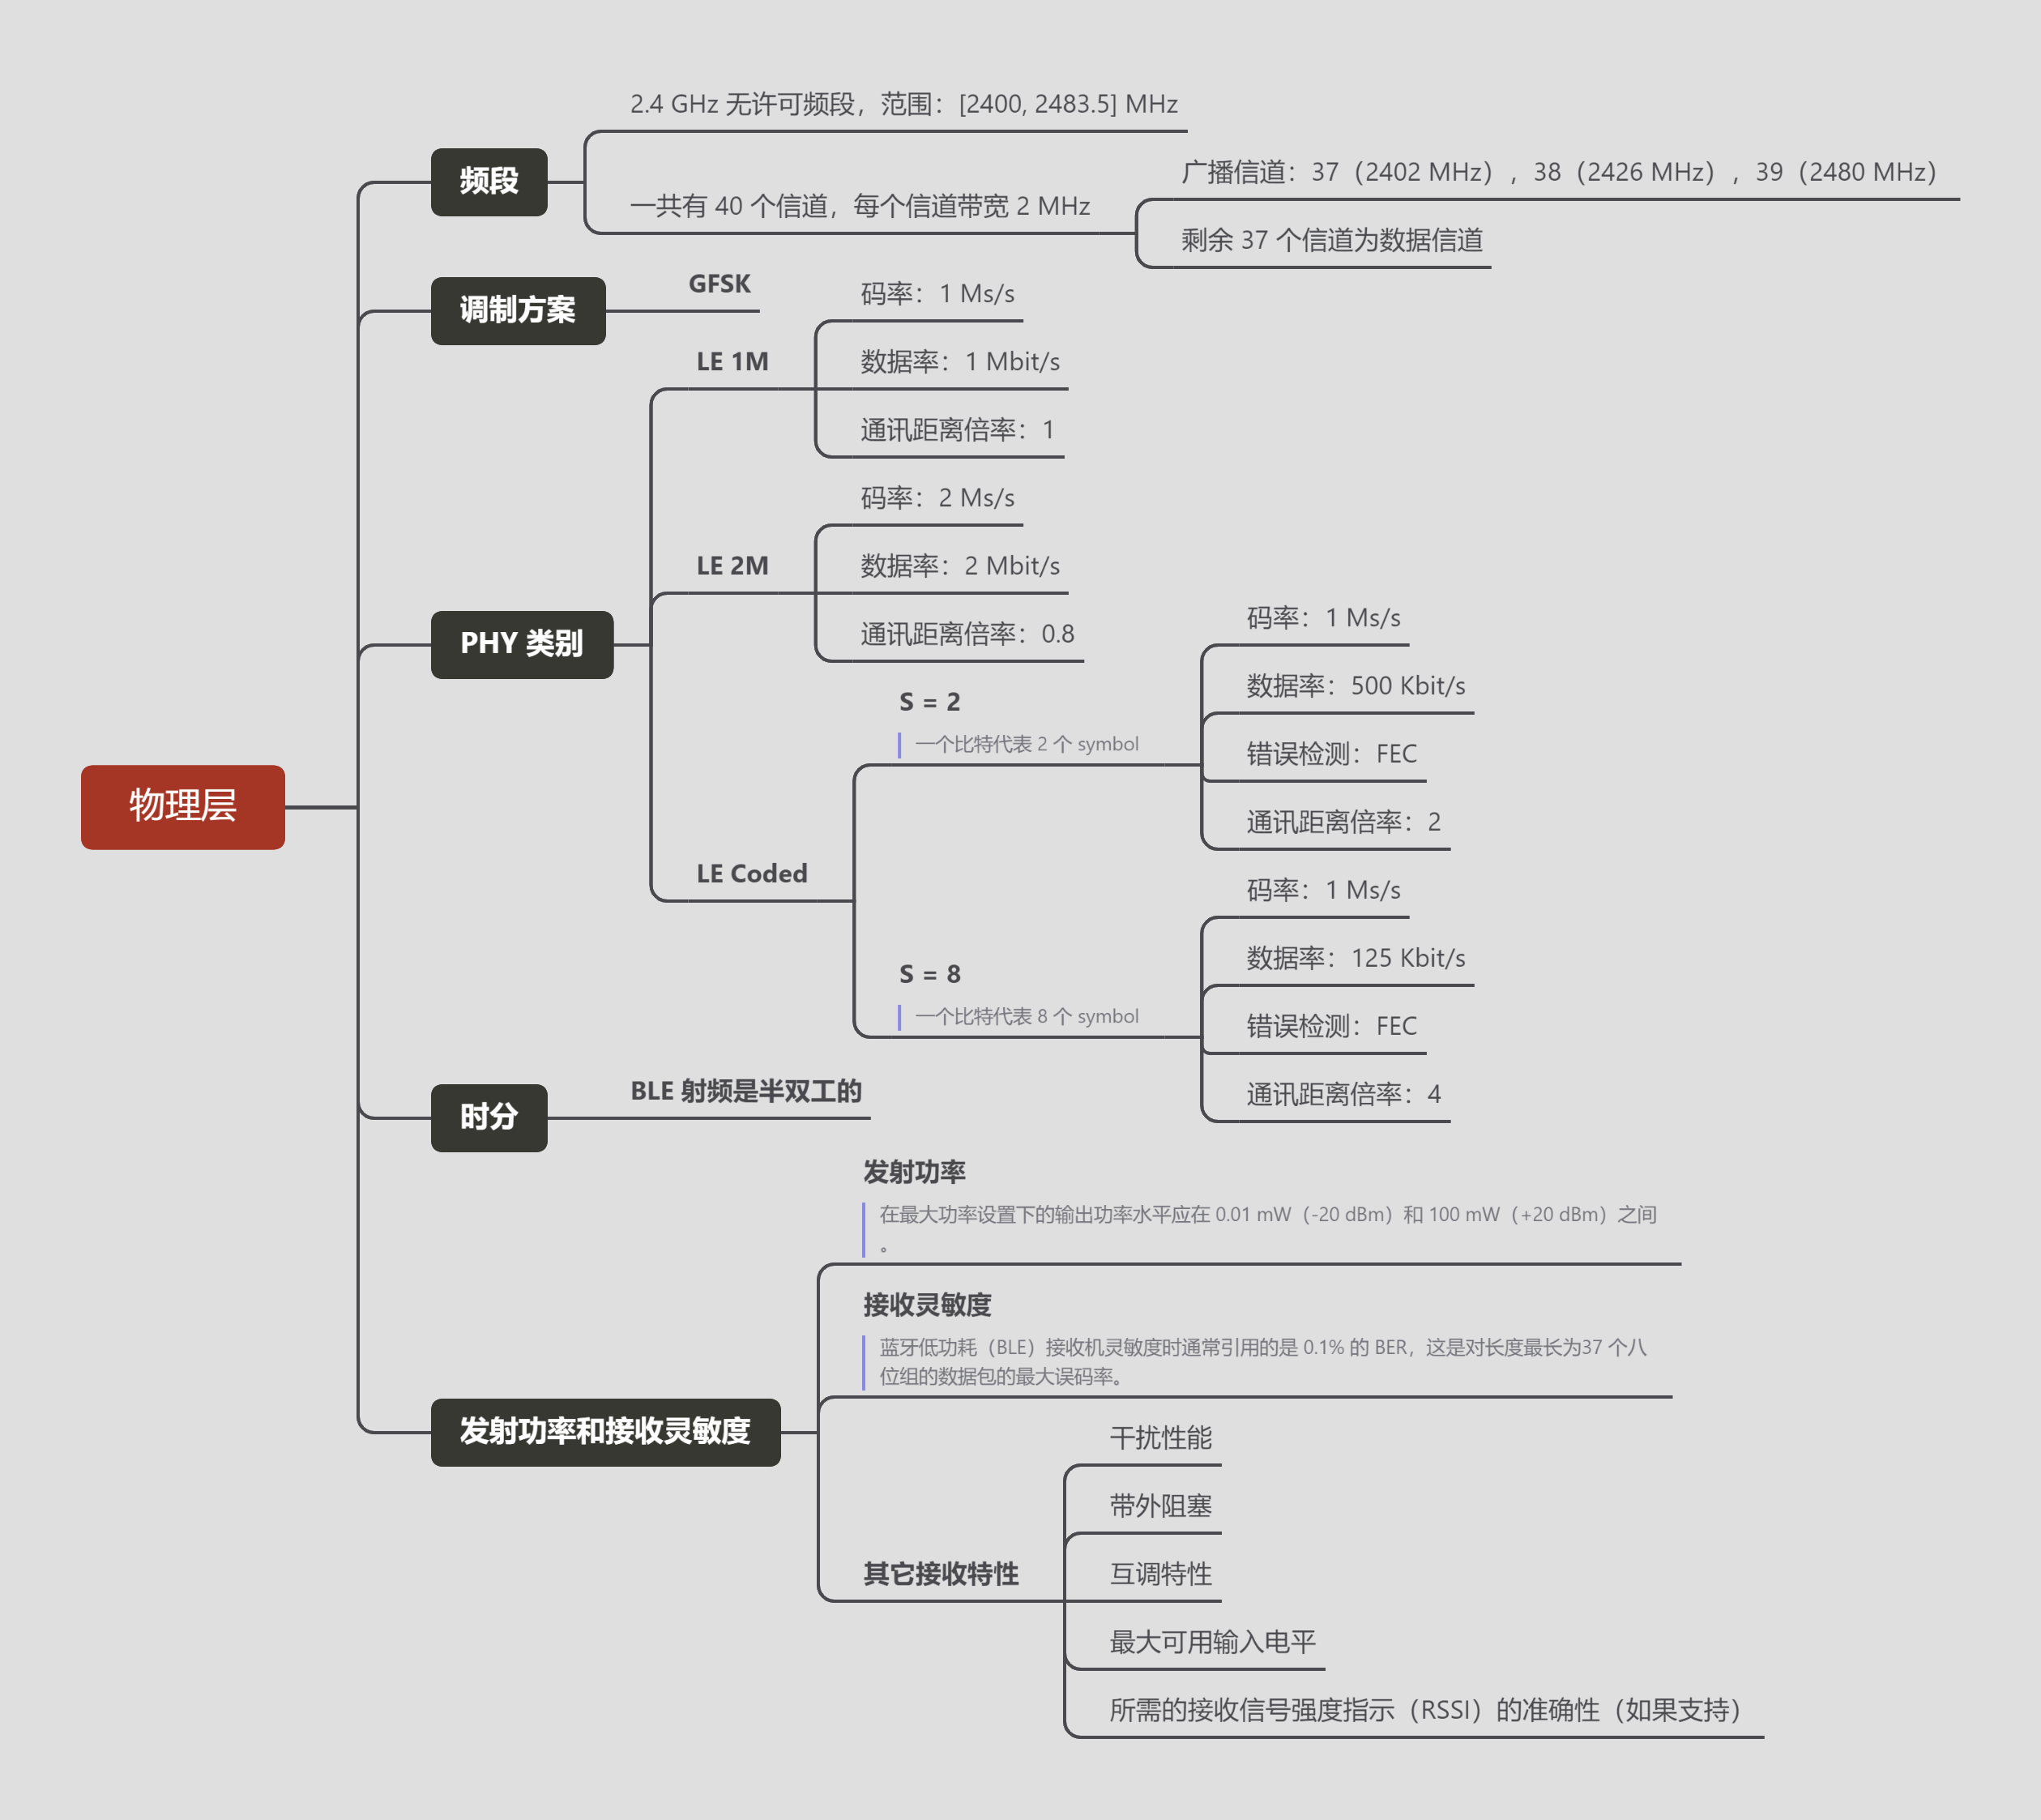 物理层
频段
2.4 GHz 无许可频段，范围：[2400, 2483.5] MHz
一共有 40 个信道，每个信道带宽 2 MHz
广播信道：37（2402 MHz），38（2426 MHz），39（2480 MHz）
剩余 37 个信道为数据信道
调制方案
GFSK
PHY 类别
LE 1M
码率：1 Ms/s
数据率：1 Mbit/s
通讯距离倍率：1
LE 2M
码率：2 Ms/s
数据率：2 Mbit/s
通讯距离倍率：0.8
LE Coded
S = 2
一个比特代表 2 个 symbol
码率：1 Ms/s
数据率：500 Kbit/s
错误检测：FEC
通讯距离倍率：2
S = 8
一个比特代表 8 个 symbol
码率：1 Ms/s
数据率：125 Kbit/s
错误检测：FEC
通讯距离倍率：4
时分
BLE 射频是半双工的
发射功率和接收灵敏度
发射功率
在最大功率设置下的输出功率水平应在 0.01 mW（-20 dBm）和 100 mW（+20 dBm）之间
。
接收灵敏度
蓝牙低功耗（BLE）接收机灵敏度时通常引用的是 0.1% 的 BER，这是对长度最长为37 个八
位组的数据包的最大误码率。
其它接收特性
干扰性能
带外阻塞
互调特性
最大可用输入电平
所需的接收信号强度指示（RSSI）的准确性（如果支持）